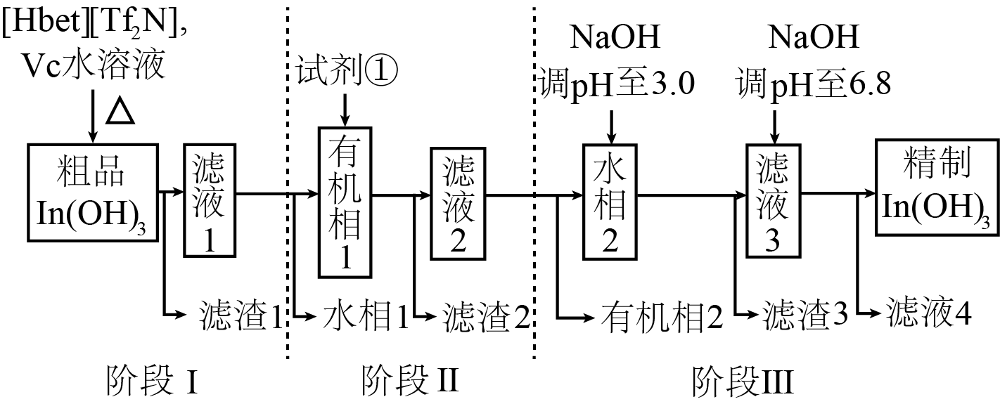 [Hbet][Tf₂N],
Vc水溶液
△
粗品
In(OH)₃
滤液1
滤渣1
阶段 I
试剂①
有机相1
水相1
滤液2
滤渣2
阶段 II
NaOH
调pH至3.0
水相2
有机相2
NaOH
调pH至6.8
滤液3
滤渣3
精制
In(OH)₃
滤液4
阶段III